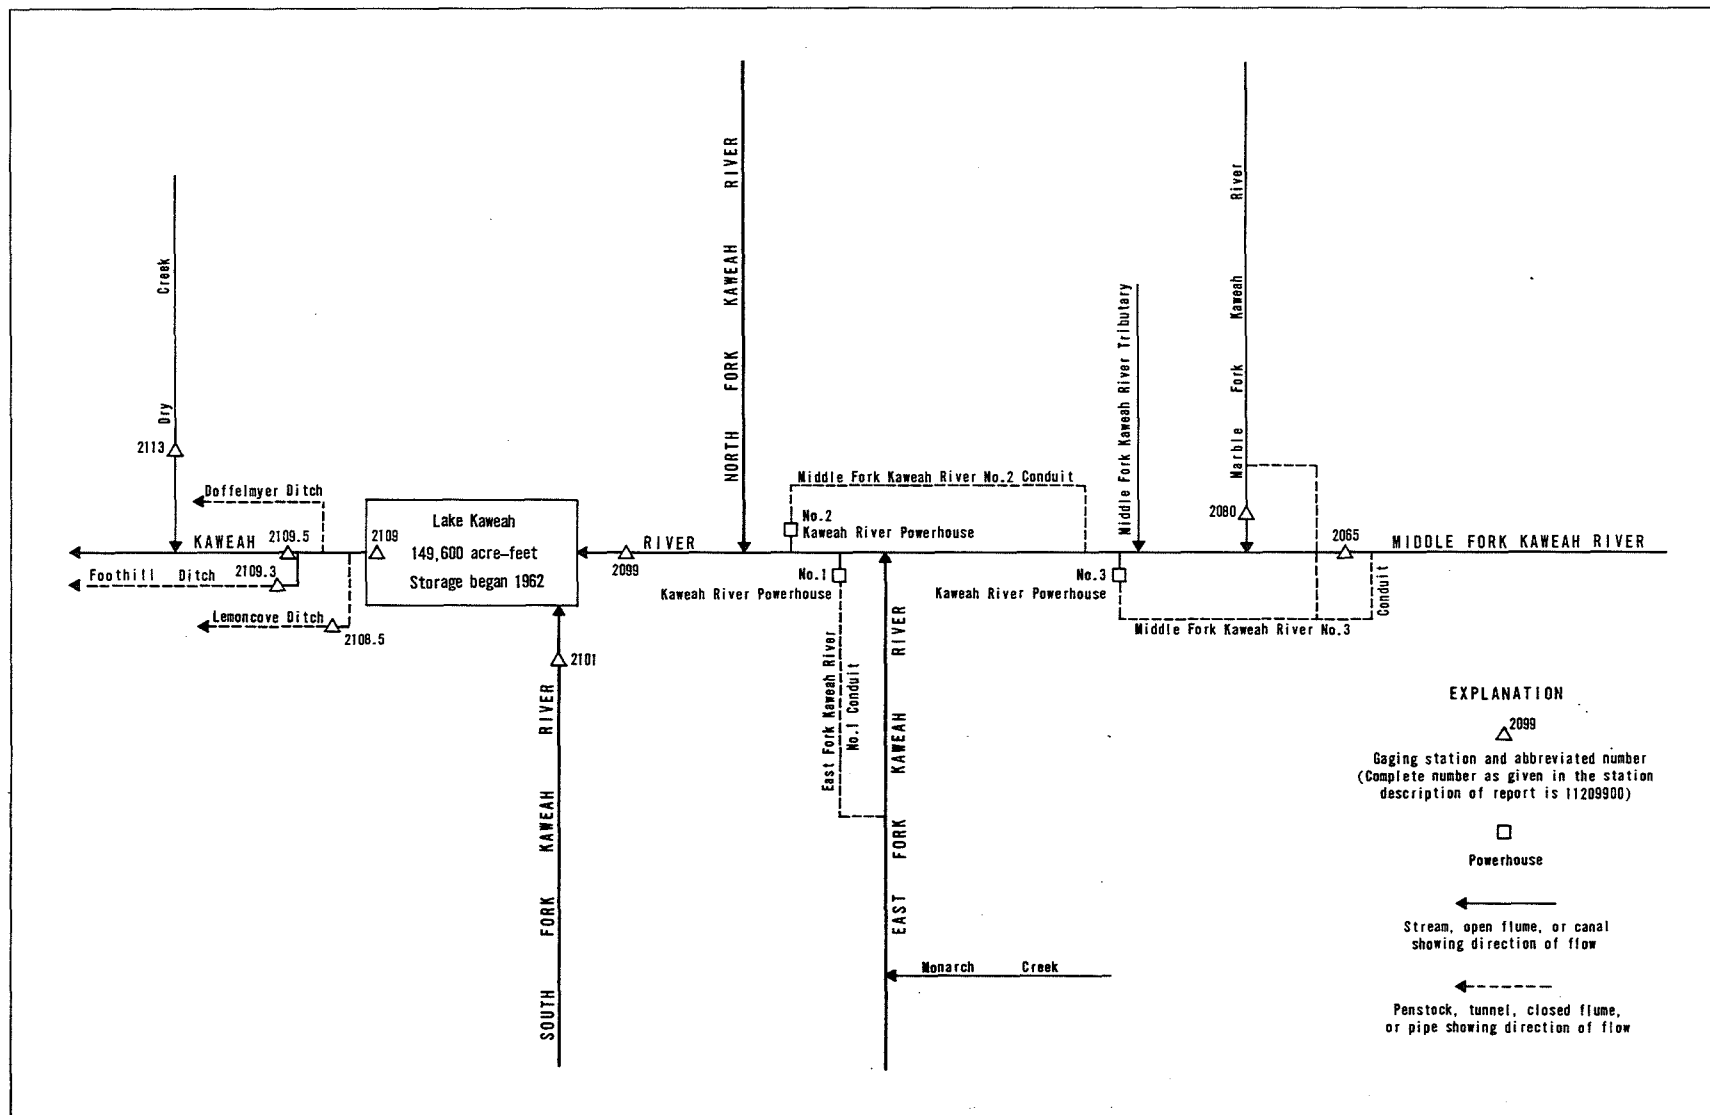 NORTH FORK KAWEAH RIVER
Marble Fork Kaweah River
Dry Creek
Middle Fork Kaweah River Tributary
2113
Doffelmyer Ditch
Middle Fork Kaweah River No.2 Conduit
Lake Kaweah
149,600 acre-feet
Storage began 1962
No.2
Kaweah River Powerhouse
2080
KAWEAH
2109.5
2109
2099
RIVER
2065
MIDDLE FORK KAWEAH RIVER
Foothill Ditch
2109.3
No.1
Kaweah River Powerhouse
No.3
Kaweah River Powerhouse
Conduit
Lemoncove Ditch
2108.5
Middle Fork Kaweah River No.3
2101
SOUTH FORK KAWEAH RIVER
East Fork Kaweah River
No.1 Conduit
EAST FORK KAWEAH RIVER
Monarch Creek
EXPLANATION
2099
Gaging station and abbreviated number
(Complete number as given in the station
description of report is 11209900)
Powerhouse
Stream, open flume, or canal
showing direction of flow
Penstock, tunnel, closed flume,
or pipe showing direction of flow